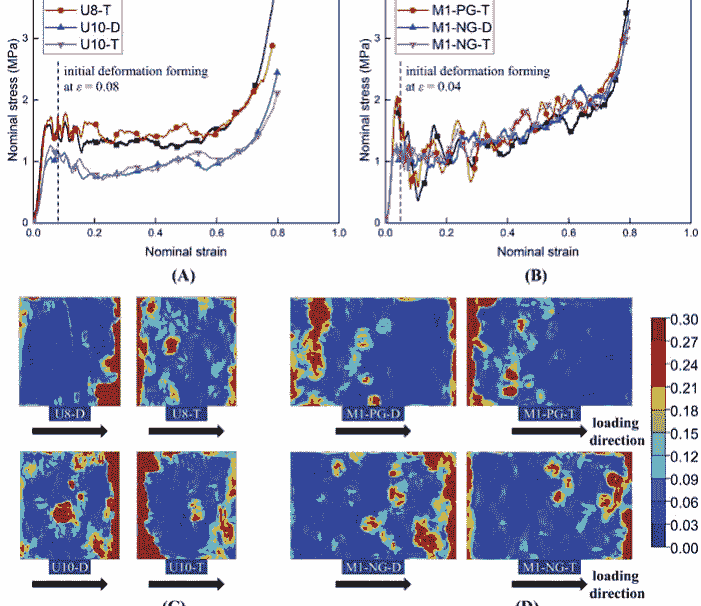 U8-T
U10-D
U10-T
M1-PG-T
M1-NG-D
M1-NG-T
initial deformation forming
at ε = 0.08
initial deformation forming
at ε = 0.04
Nominal stress (MPa)
3
2
1
0
0.0 0.2 0.4 0.6 0.8 1.0
Nominal strain
(A)
Nominal stress (MPa)
3
2
1
0
0.0 0.2 0.4 0.6 0.8 1.0
Nominal strain
(B)
U8-D
U8-T
M1-PG-D
M1-PG-T
loading
direction
U10-D
U10-T
M1-NG-D
M1-NG-T
loading
direction
0.30
0.27
0.24
0.21
0.18
0.15
0.12
0.09
0.06
0.03
0.00
(C)
(D)